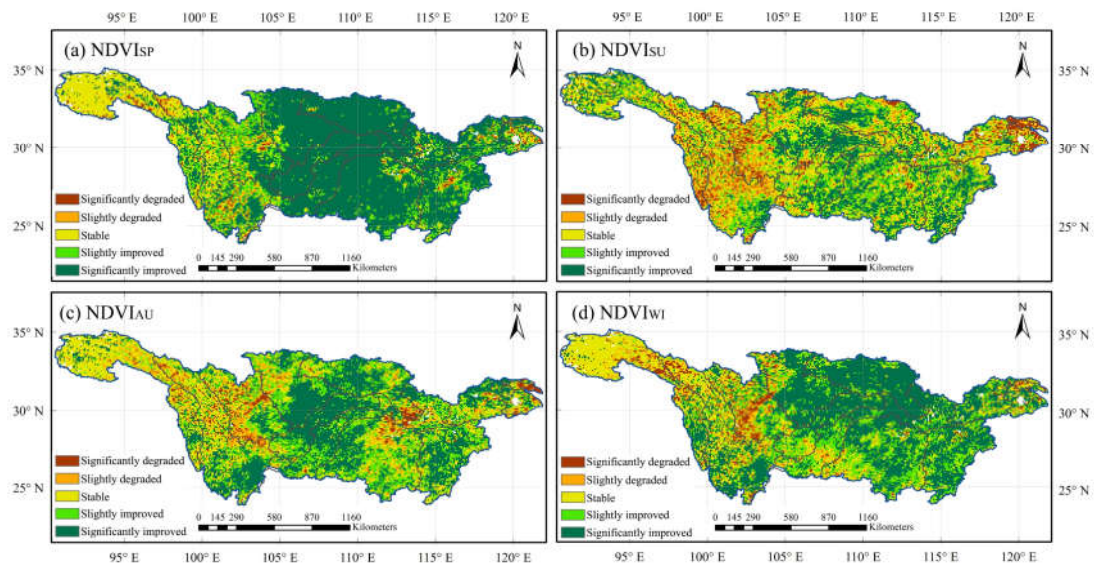 95° E 100° E 105° E 110° E 115° E 120° E 95° E 100° E 105° E 110° E 115° E 120° E
(a) NDVISP
N
35° N
30° N
25° N
Significantly degraded
Slightly degraded
Stable
Slightly improved
Significantly improved
0 145 290 580 870 1160
Kilometers
(b) NDVISU
N
35° N
30° N
25° N
Significantly degraded
Slightly degraded
Stable
Slightly improved
Significantly improved
0 145 290 580 870 1160
Kilometers
(c) NDVIAU
N
35° N
30° N
25° N
Significantly degraded
Slightly degraded
Stable
Slightly improved
Significantly improved
0 145 290 580 870 1160
Kilometers
(d) NDVIWI
N
35° N
30° N
25° N
Significantly degraded
Slightly degraded
Stable
Slightly improved
Significantly improved
0 145 290 580 870 1160
Kilometers
95° E 100° E 105° E 110° E 115° E 120° E 95° E 100° E 105° E 110° E 115° E 120° E